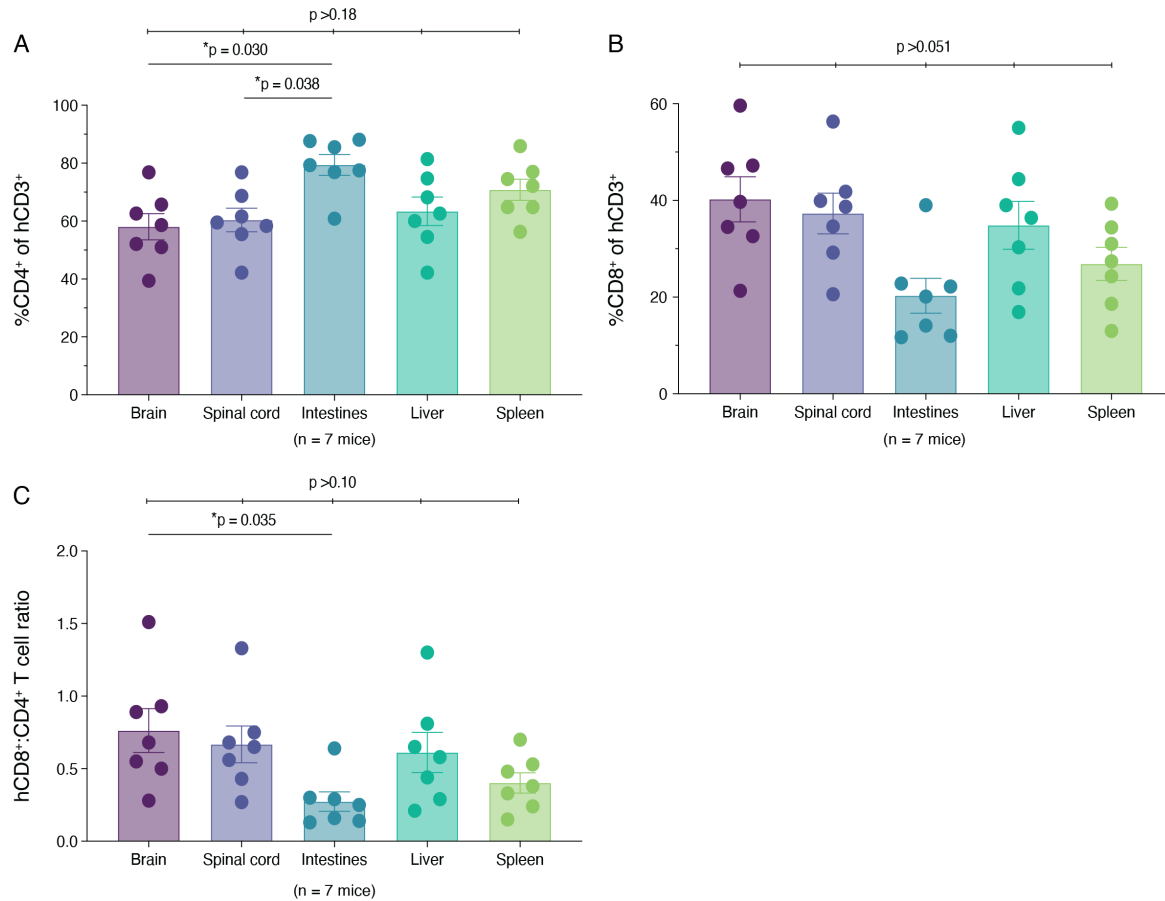 A
p >0.18
*p = 0.030
*p = 0.038
%CD4⁺ of hCD3⁺
100
80
60
40
20
0
Brain Spinal cord Intestines Liver Spleen
(n = 7 mice)
B
p >0.051
%CD8⁺ of hCD3⁺
60
40
20
0
Brain Spinal cord Intestines Liver Spleen
(n = 7 mice)
C
p >0.10
*p = 0.035
hCD8⁺:CD4⁺ T cell ratio
2.0
1.5
1.0
0.5
0.0
Brain Spinal cord Intestines Liver Spleen
(n = 7 mice)